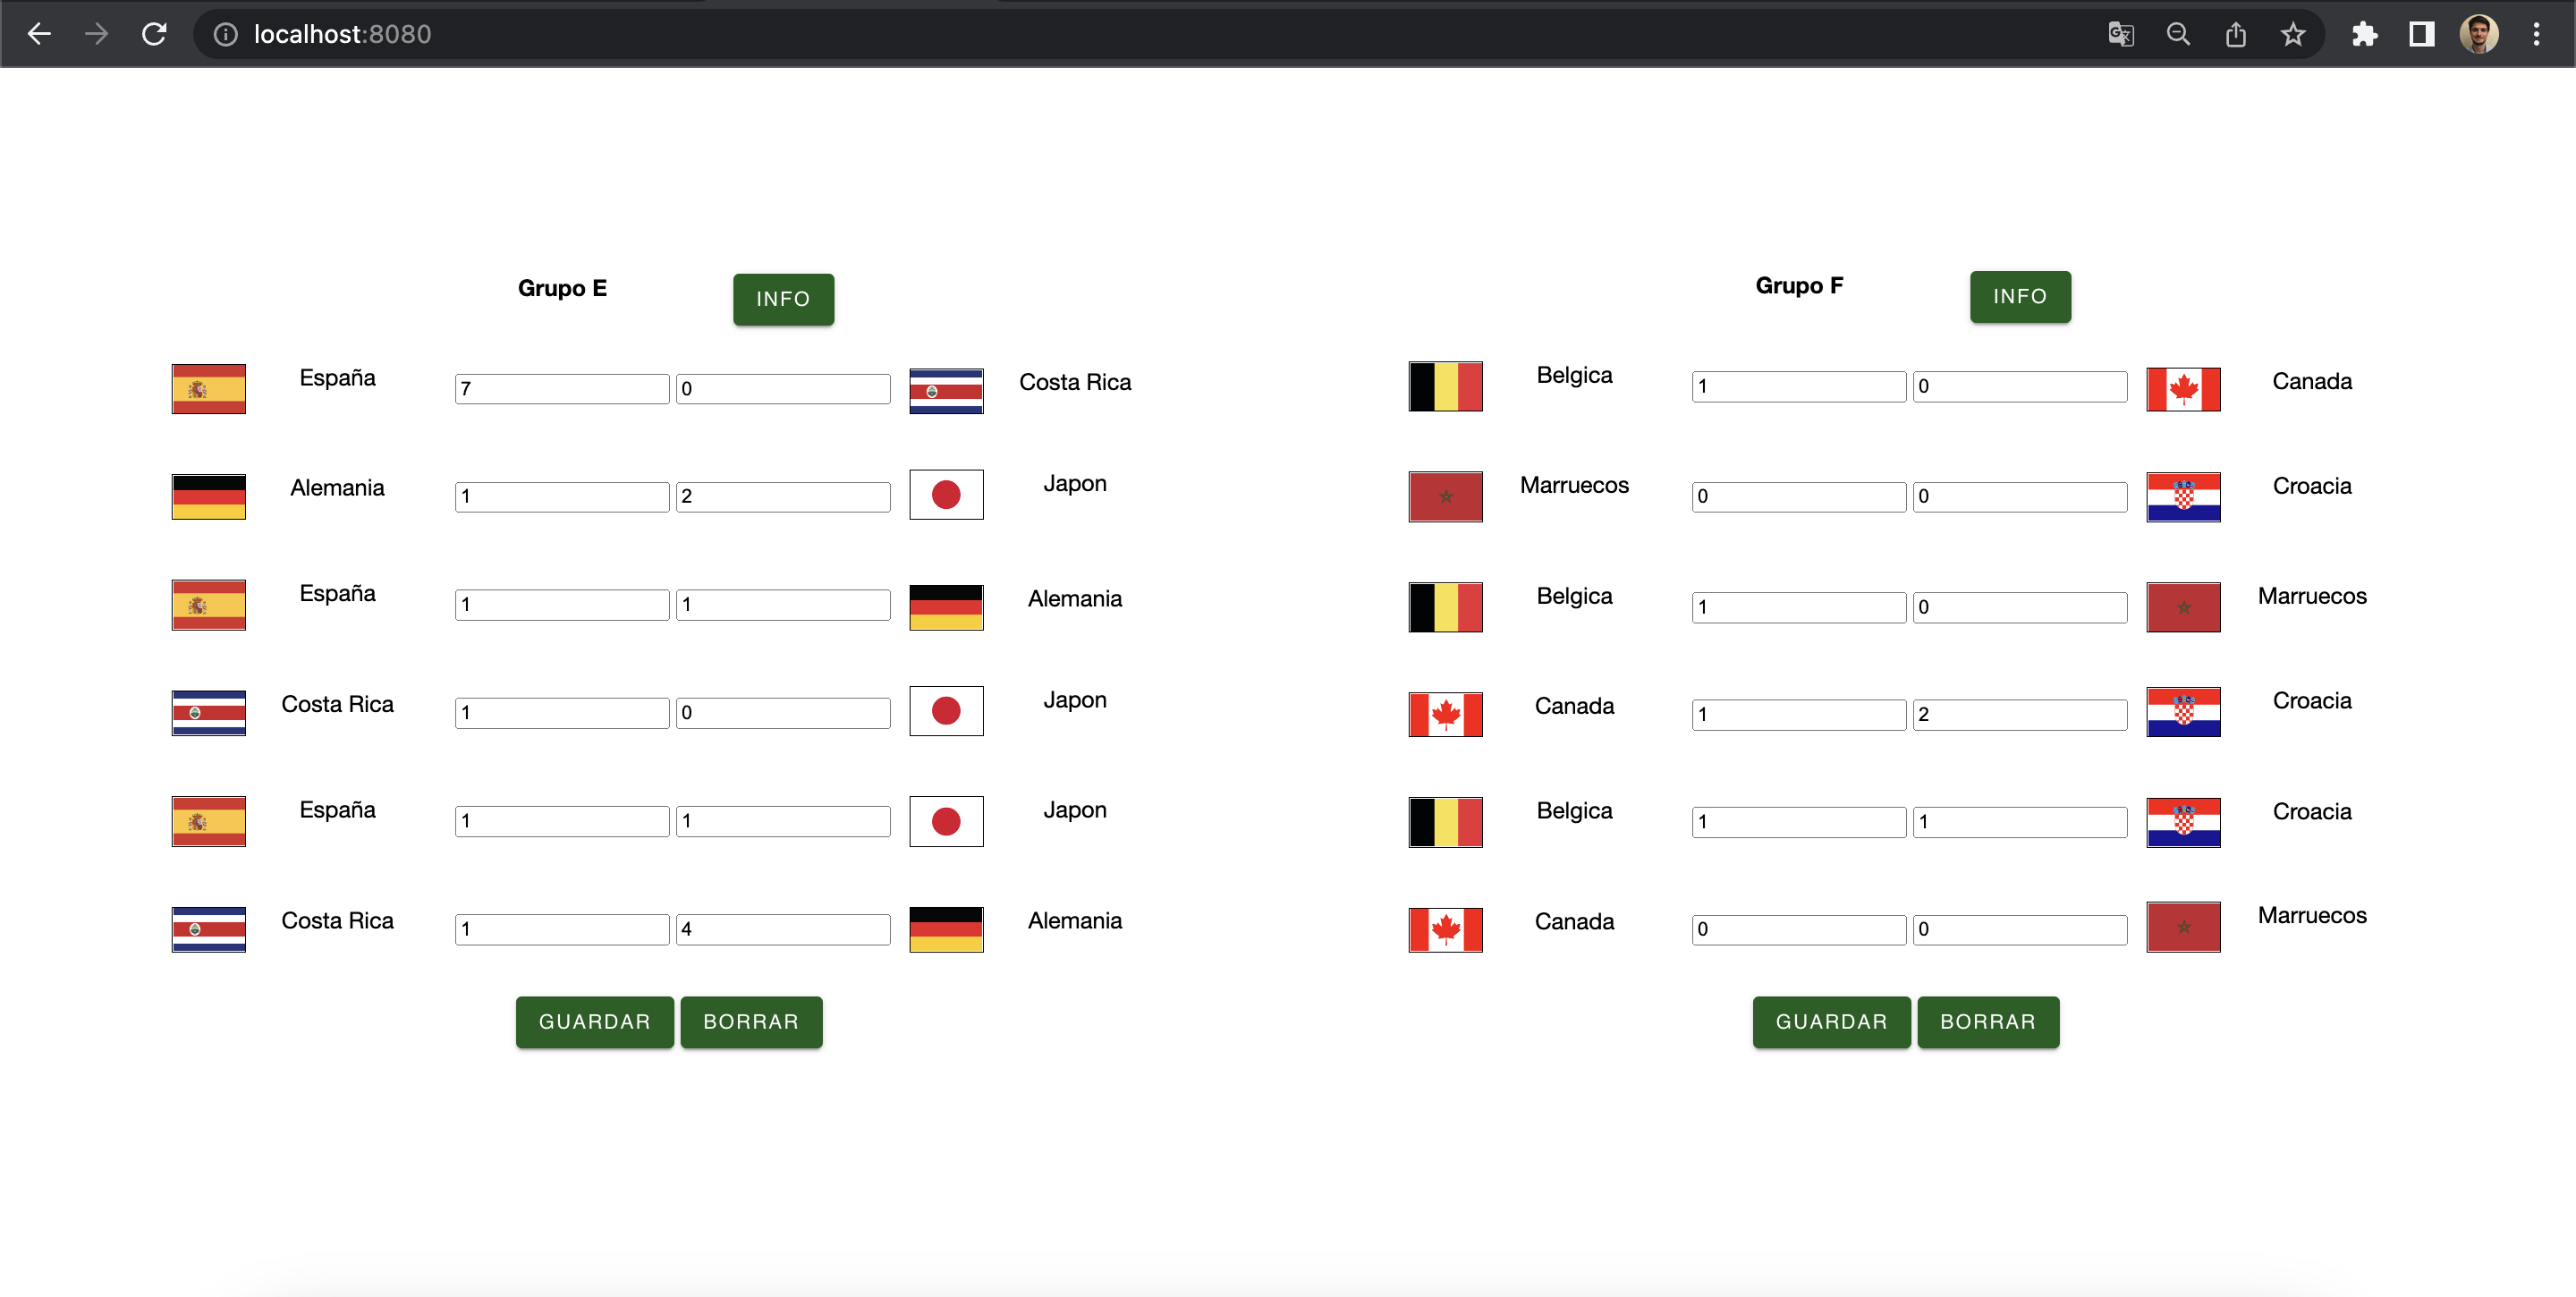 localhost:8080
Grupo E INFO
España 7 0 Costa Rica
Alemania 1 2 Japon
España 1 1 Alemania
Costa Rica 1 0 Japon
España 1 1 Japon
Costa Rica 1 4 Alemania
GUARDAR BORRAR
Grupo F INFO
Belgica 1 0 Canada
Marruecos 0 0 Croacia
Belgica 1 0 Marruecos
Canada 1 2 Croacia
Belgica 1 1 Croacia
Canada 0 0 Marruecos
GUARDAR BORRAR